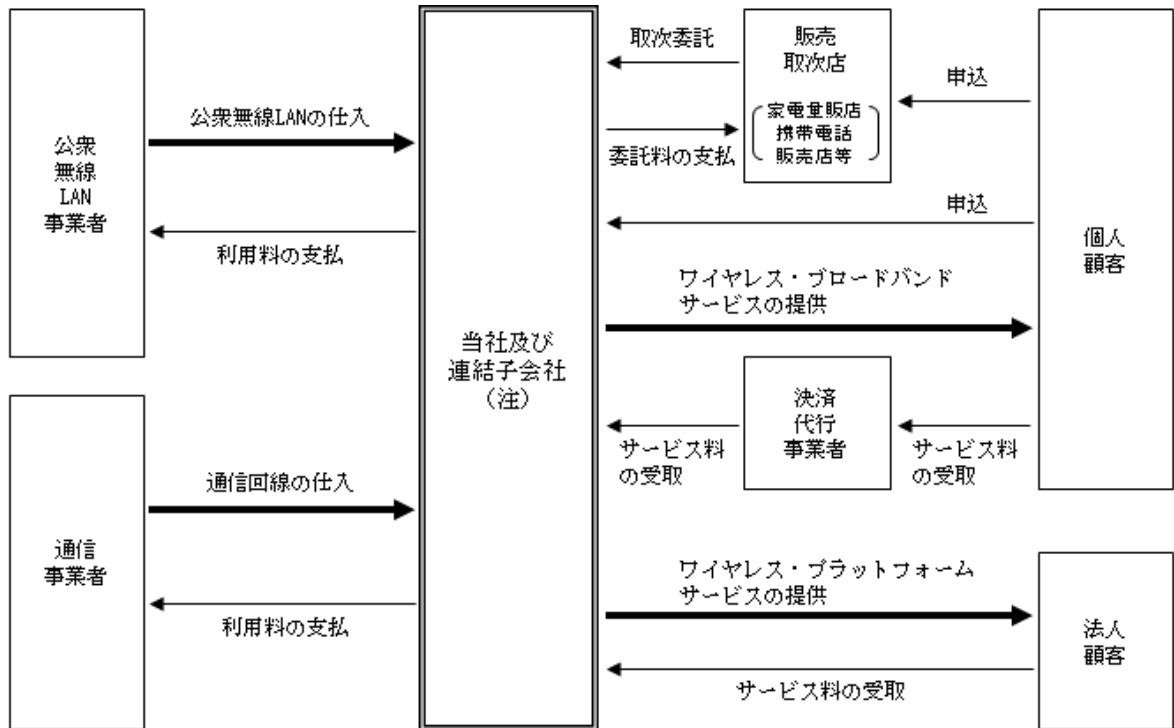 公衆
無線
LAN
事業者
公衆無線LANの仕入
利用料の支払
通信
事業者
通信回線の仕入
利用料の支払
当社及び
連結子会社
（注）
取次委託
委託料の支払
販売
取次店
家電量販店
携帯電話
販売店等
申込
申込
ワイヤレス・ブロードバンド
サービスの提供
サービス料
の受取
決済
代行
事業者
サービス料
の受取
個人
顧客
ワイヤレス・プラットフォーム
サービスの提供
サービス料の受取
法人
顧客